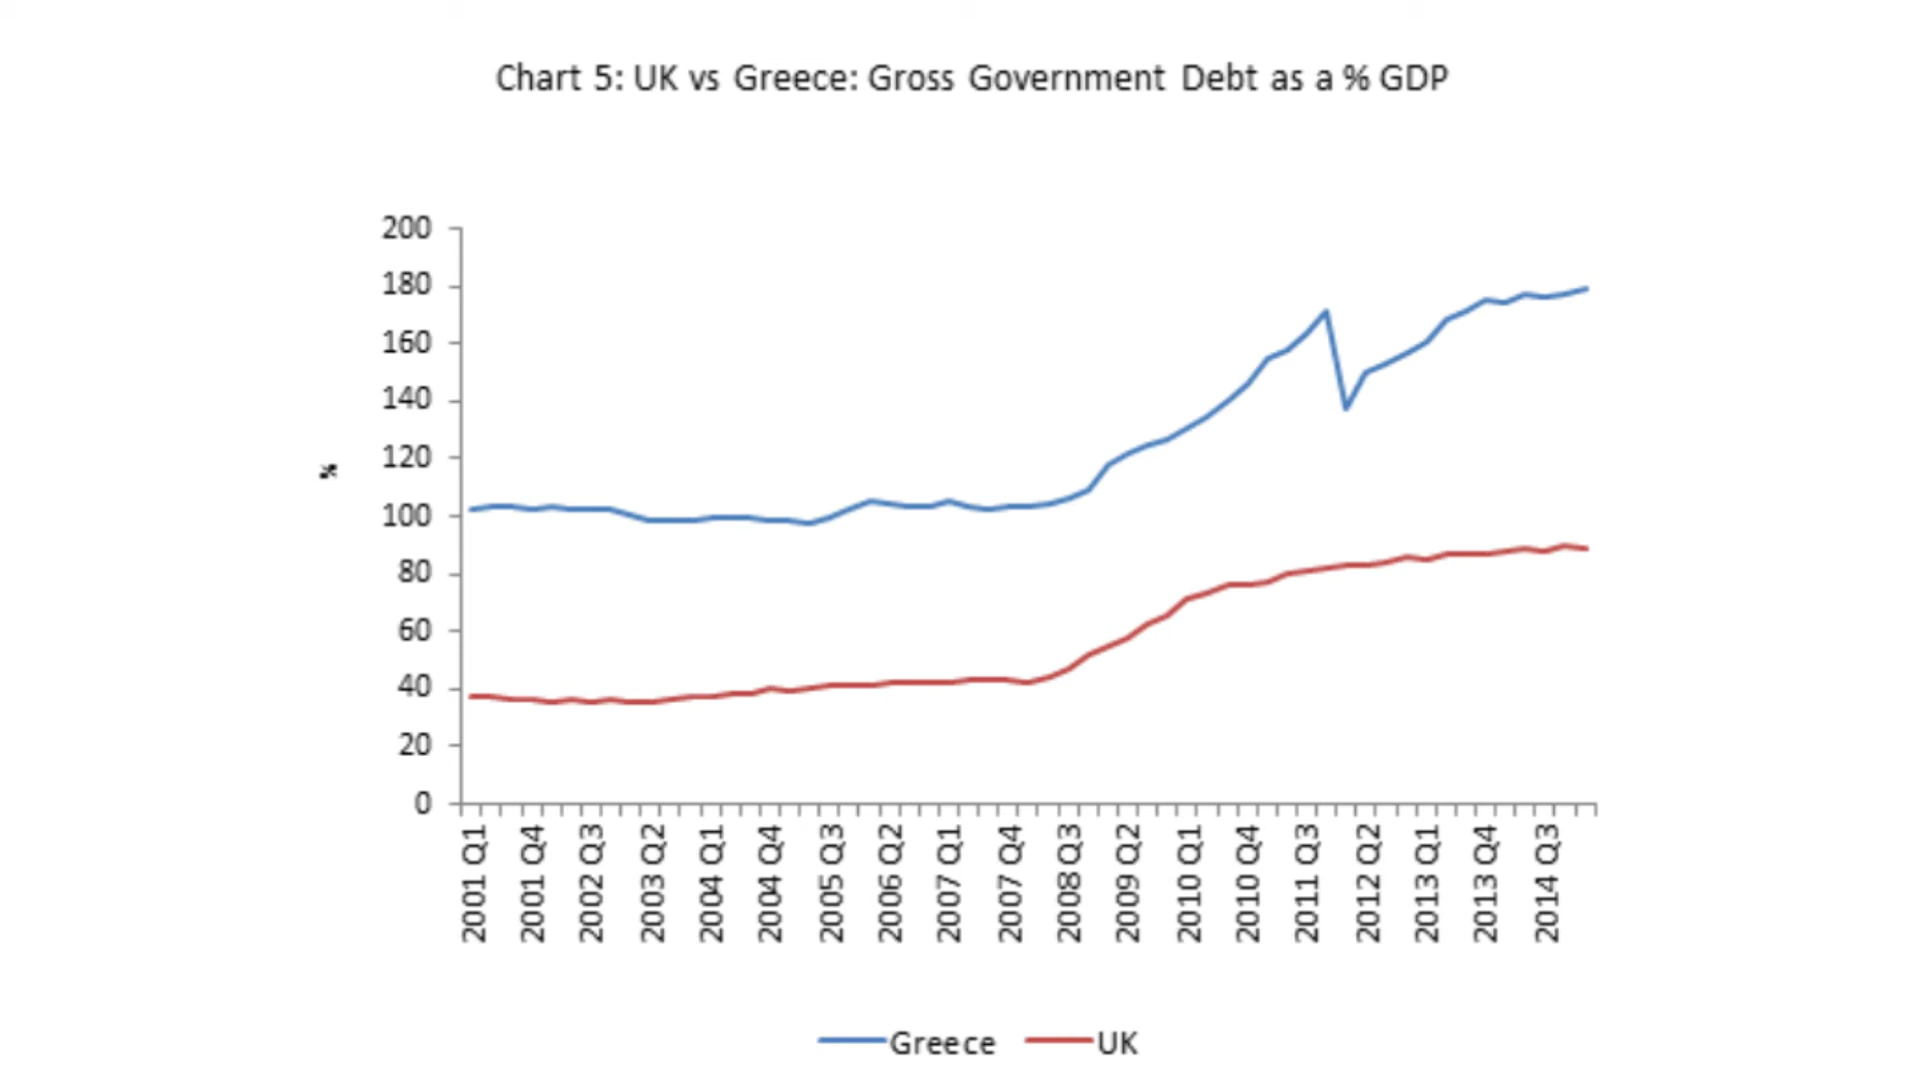 Chart 5: UK vs Greece: Gross Government Debt as a % GDP
200
180
160
140
120
100
80
60
40
20
0
%
2001 Q1
2001 Q4
2002 Q3
2003 Q2
2004 Q1
2004 Q4
2005 Q3
2006 Q2
2007 Q1
2007 Q4
2008 Q3
2009 Q2
2010 Q1
2010 Q4
2011 Q3
2012 Q2
2013 Q1
2013 Q4
2014 Q3
Greece
UK